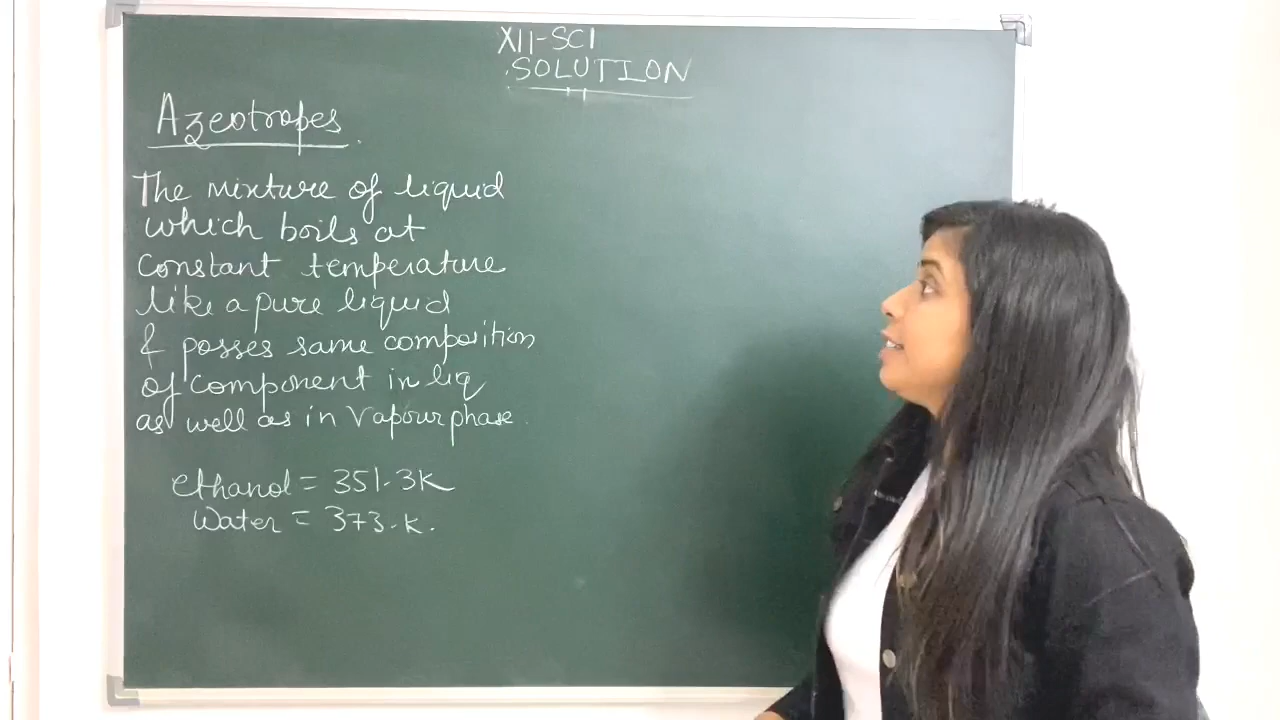 XII-SCI
SOLUTION
Azeotropes
The mixture of liquid
which boils at
constant temperature
like a pure liquid
& posses same composition
of component in liq
as well as in vapour phase.
ethanol = 351.3K
Water = 373.K.